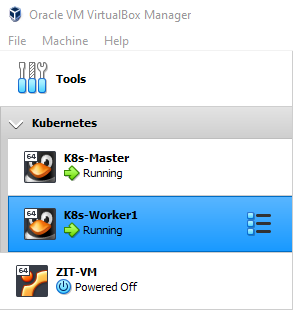 Oracle VM VirtualBox Manager
File Machine Help
Tools
Kubernetes
64
K8s-Master
Running
64
K8s-Worker1
Running
64
ZIT-VM
Powered Off